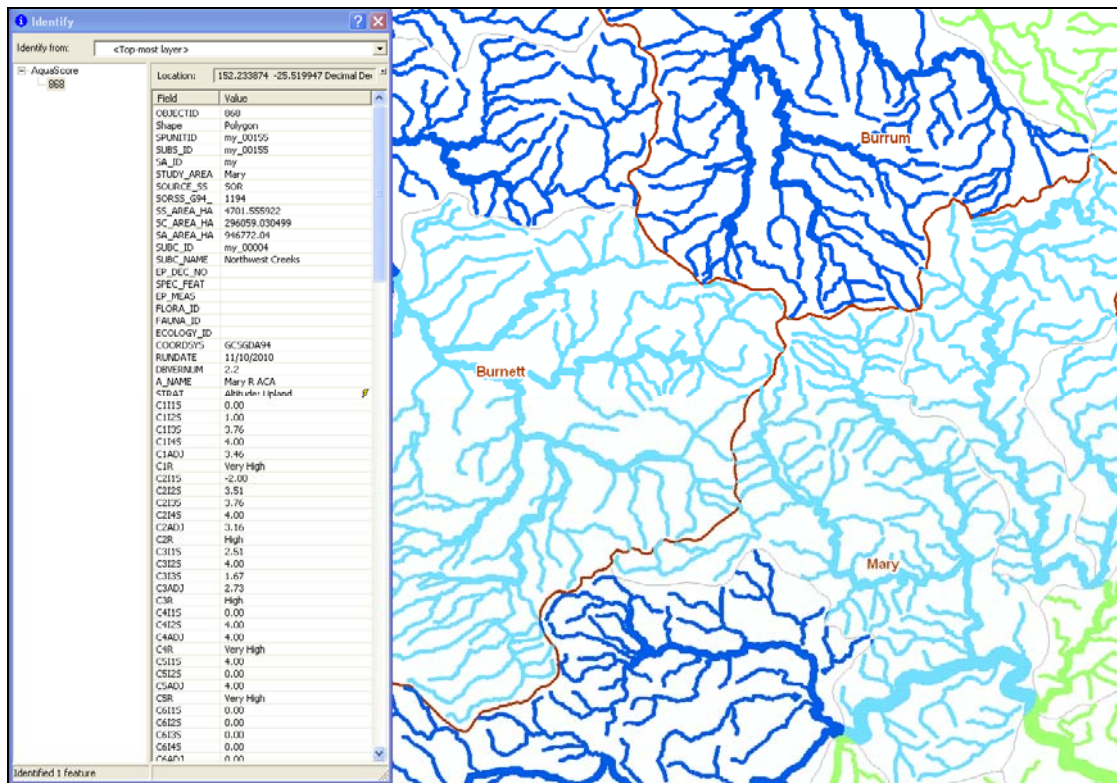 Identify
Identify from: <Top-most layer>
AquaScore
868
Location: 152.233874 -25.519947 Decimal De
Field Value
OBJECTID 868
Shape Polygon
SPUNITID my_00155
SUBS_ID my_00155
SA_ID my
STUDY_AREA Mary
SOURCE_SS SOR
SORSS_G94_ 1194
SS_AREA_HA 4701.555922
SC_AREA_HA 296059.030499
SA_AREA_HA 946772.04
SUBC_ID my_00004
SUBC_NAME Northwest Creeks
EP_DEC_NO
SPEC_FEAT
EP_MEAS
FLORA_ID
FAUNA_ID
ECOLOGY_ID
COORDSYS GCSGDA94
RUNDATE 11/10/2010
DBVERNUM 2.2
A_NAME Mary R ACA
STRAT Altitude: Upland
C1I1S 0.00
C1I2S 1.00
C1I3S 3.76
C1I4S 4.00
C1ADJ 3.46
C1R Very High
C2I1S -2.00
C2I2S 3.51
C2I3S 3.76
C2I4S 4.00
C2ADJ 3.16
C2R High
C3I1S 2.51
C3I2S 4.00
C3I3S 1.67
C3ADJ 2.73
C3R High
C4I1S 0.00
C4I2S 4.00
C4ADJ 4.00
C4R Very High
C5I1S 4.00
C5I2S 0.00
C5ADJ 4.00
C5R Very High
C6I1S 0.00
C6I2S 0.00
C6I3S 0.00
C6I4S 0.00
C6ADJ 0.00
Identified 1 feature
Burrum
Burnett
Mary